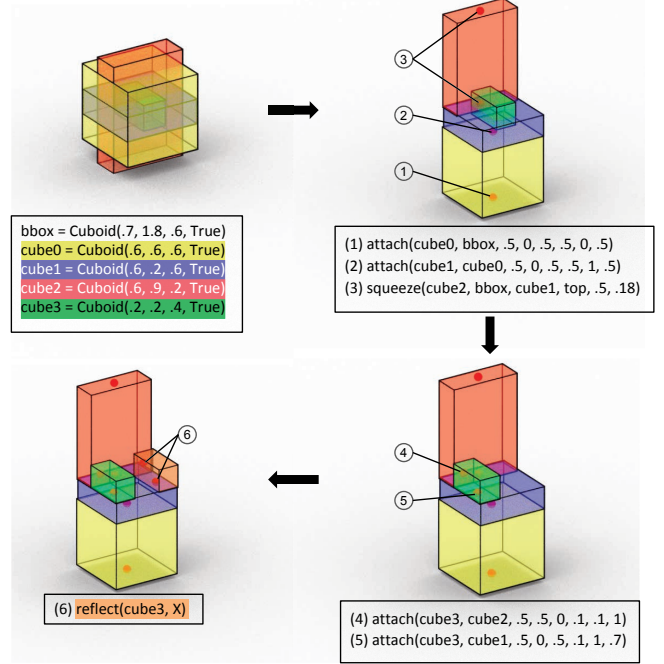 bbox = Cuboid(.7, 1.8, .6, True)
cube0 = Cuboid(.6, .6, .6, True)
cube1 = Cuboid(.6, .2, .6, True)
cube2 = Cuboid(.6, .9, .2, True)
cube3 = Cuboid(.2, .2, .4, True)
3
2
1
(1) attach(cube0, bbox, .5, 0, .5, .5, 0, .5)
(2) attach(cube1, cube0, .5, 0, .5, .5, 1, .5)
(3) squeeze(cube2, bbox, cube1, top, .5, .18)
4
5
(4) attach(cube3, cube2, .5, .5, 0, .1, .1, 1)
(5) attach(cube3, cube1, .5, 0, .5, .1, 1, .7)
6
(6) reflect(cube3, X)